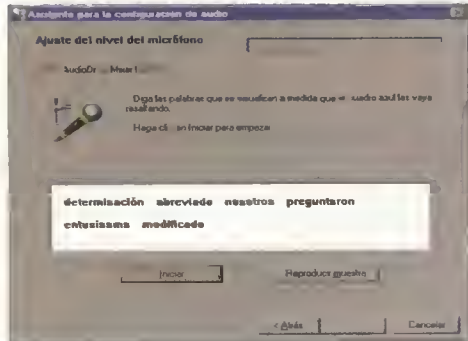 Asistente para la configuración de audio
Ajuste del nivel del micrófono
Diga las palabras que se visualizan a medida que el cuadro azul las vaya
resaltando.
Haga clic en Iniciar para empezar
determinación abreviado nosotros preguntaron
entusiasmo modificado
Iniciar
Reproducir muestra
< Atrás
Cancelar